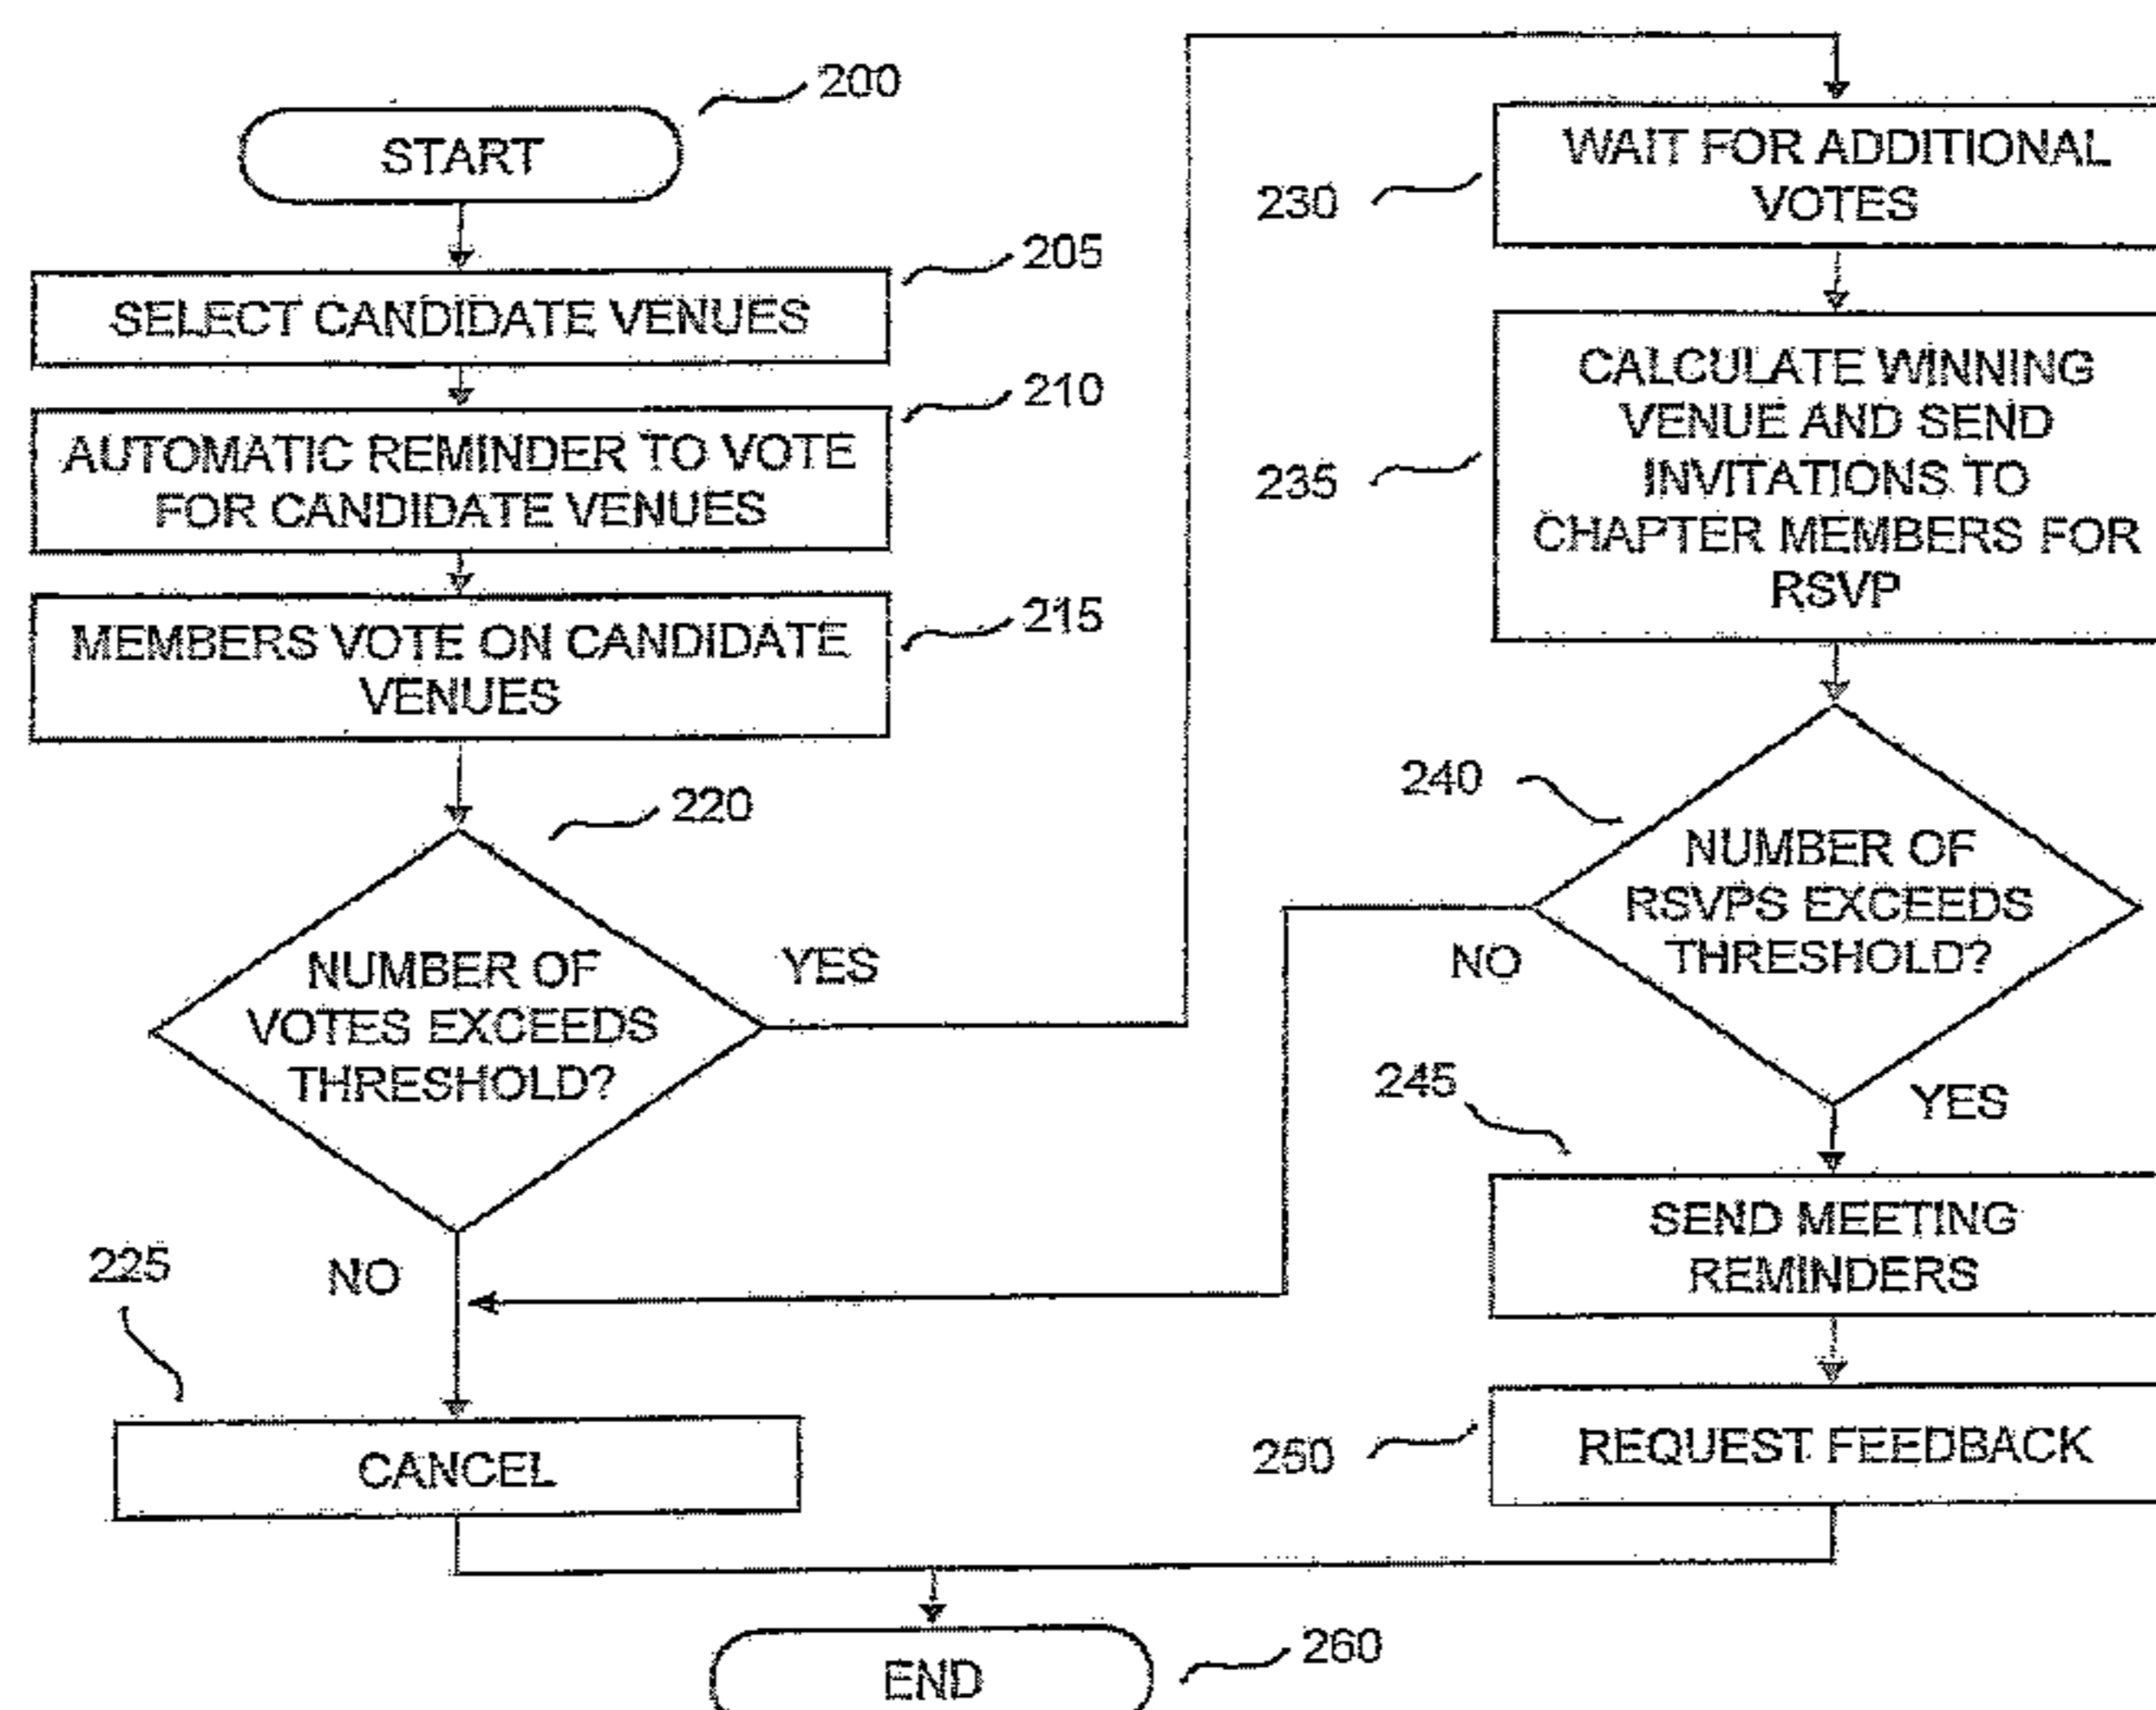 200
START
205
SELECT CANDIDATE VENUES
210
AUTOMATIC REMINDER TO VOTE
FOR CANDIDATE VENUES
215
MEMBERS VOTE ON CANDIDATE
VENUES
220
NUMBER OF
VOTES EXCEEDS
THRESHOLD?
YES
NO
225
CANCEL
230
WAIT FOR ADDITIONAL
VOTES
235
CALCULATE WINNING
VENUE AND SEND
INVITATIONS TO
CHAPTER MEMBERS FOR
RSVP
240
NUMBER OF
RSVPS EXCEEDS
THRESHOLD?
NO
YES
245
SEND MEETING
REMINDERS
250
REQUEST FEEDBACK
END
260